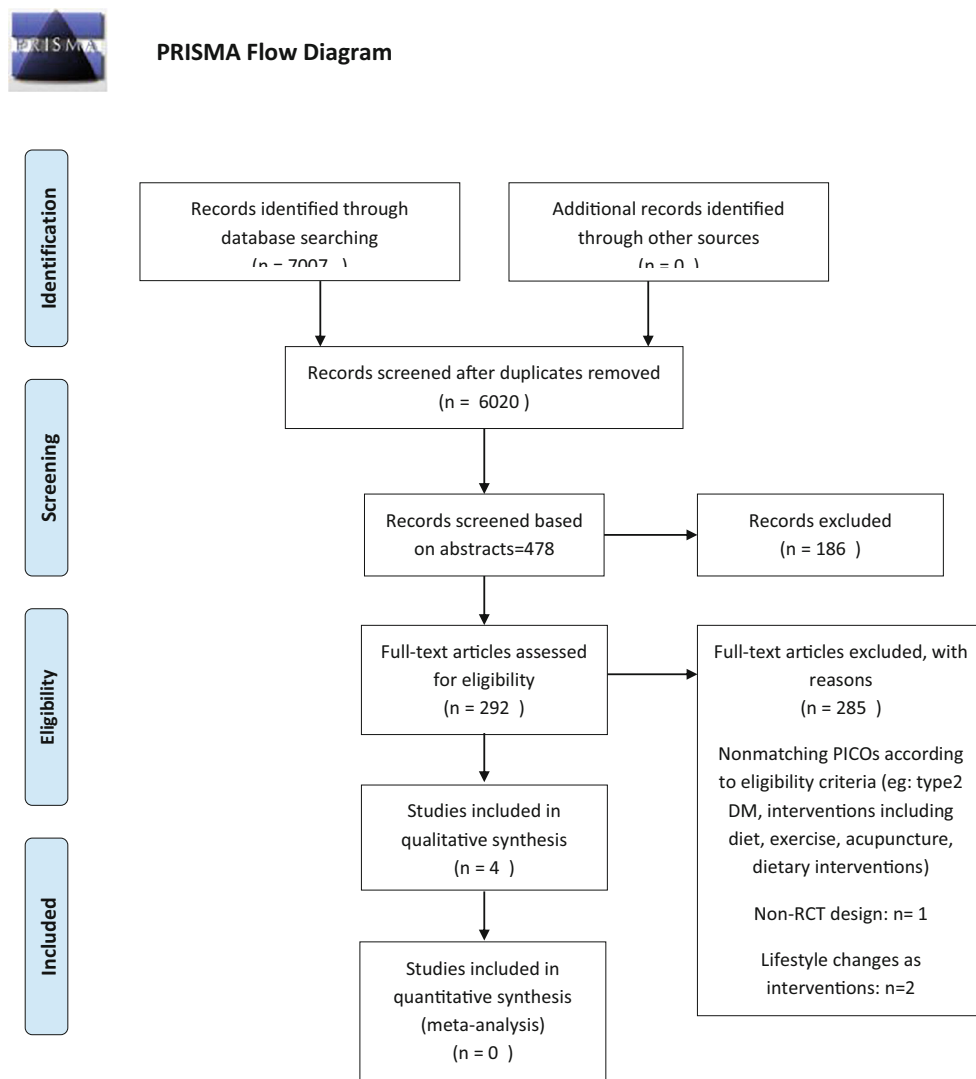 PRISMA
PRISMA Flow Diagram
Identification
Records identified through
database searching
(n = 7007 )
Additional records identified
through other sources
(n = 0 )
Records screened after duplicates removed
(n = 6020 )
Screening
Records screened based
on abstracts=478
Records excluded
(n = 186 )
Eligibility
Full-text articles assessed
for eligibility
(n = 292 )
Full-text articles excluded, with
reasons
(n = 285 )
Nonmatching PICOs according
to eligibility criteria (eg: type2
DM, interventions including
diet, exercise, acupuncture,
dietary interventions)
Non-RCT design: n= 1
Lifestyle changes as
interventions: n=2
Studies included in
qualitative synthesis
(n = 4 )
Included
Studies included in
quantitative synthesis
(meta-analysis)
(n = 0 )